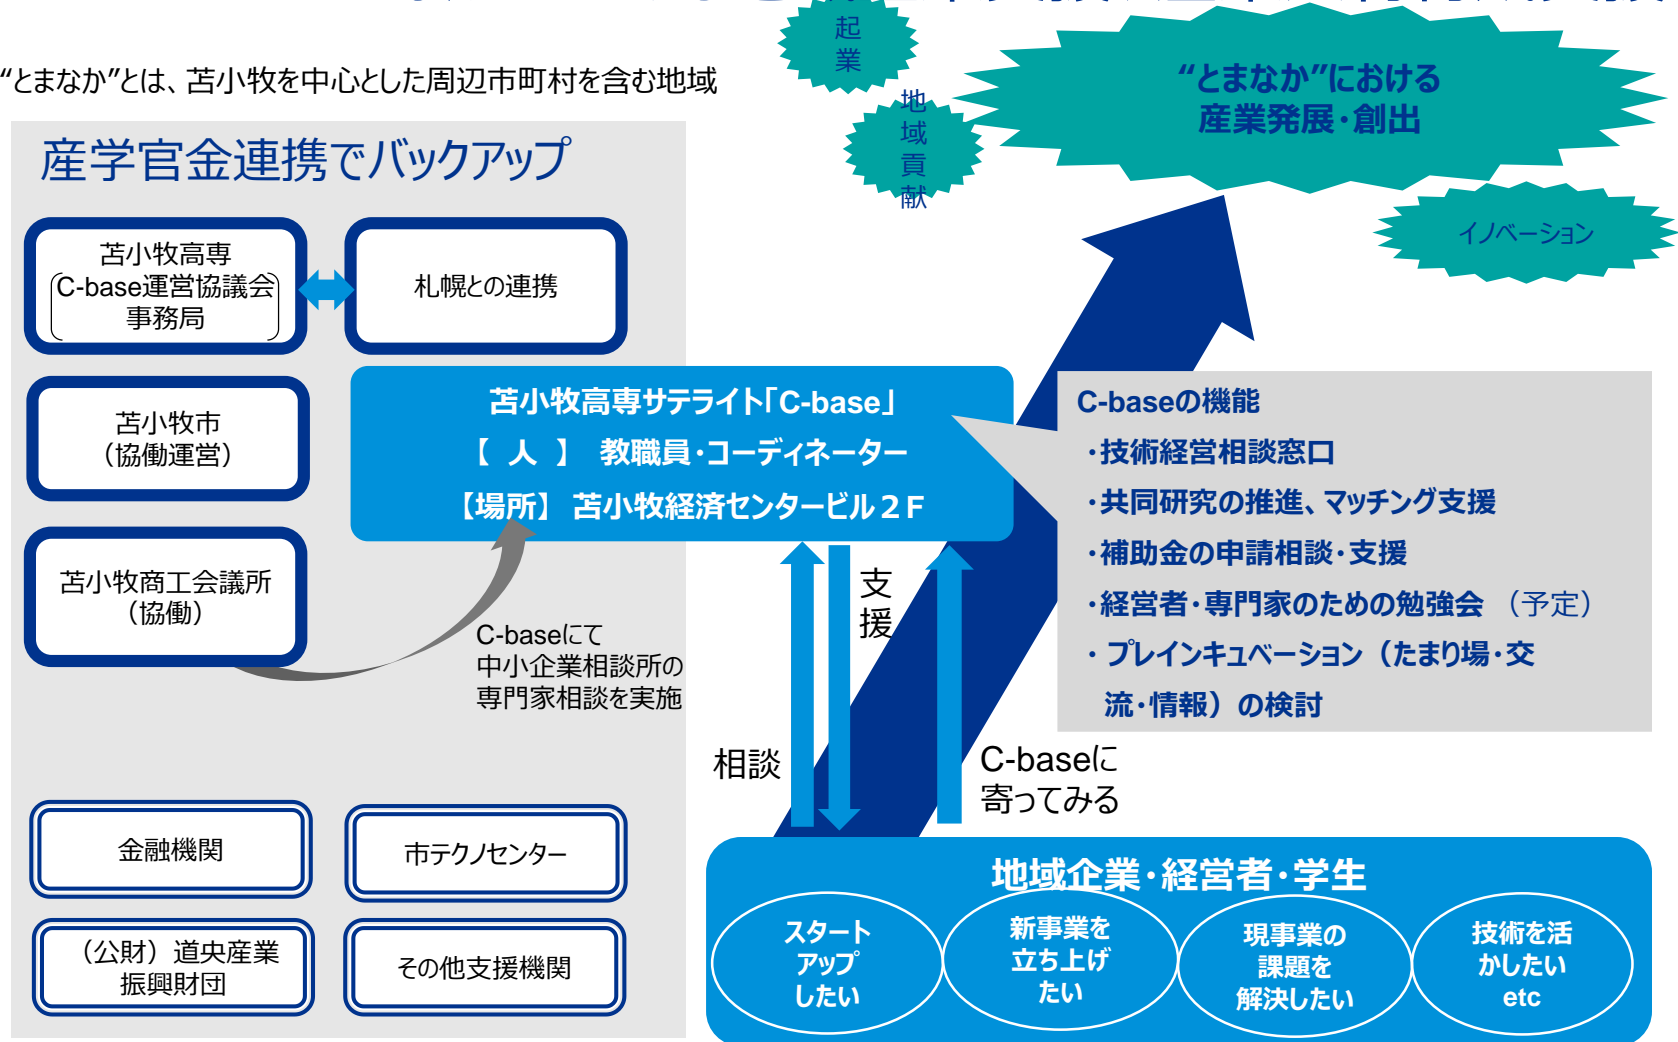 起
業
“とまなか”における
産業発展･創出
“とまなか”とは、苫小牧を中心とした周辺市町村を含む地域
地
域
貢
献
イノベーション
産学官金連携でバックアップ
苫小牧高専
C-base運営協議会
事務局
札幌との連携
苫小牧市
（協働運営）
苫小牧商工会議所
（協働）
苫小牧高専サテライト｢C-base｣
【 人 】 教職員･コーディネーター
【場所】 苫小牧経済センタービル２Ｆ
C-baseにて
中小企業相談所の
専門家相談を実施
C-baseの機能
･技術経営相談窓口
･共同研究の推進、マッチング支援
･補助金の申請相談･支援
･経営者･専門家のための勉強会 （予定）
･ プレインキュベーション（たまり場･交
流･情報）の検討
支
援
相談
C-baseに
寄ってみる
金融機関
市テクノセンター
（公財）道央産業
振興財団
その他支援機関
地域企業･経営者･学生
スタート
アップ
したい
新事業を
立ち上げ
たい
現事業の
課題を
解決したい
技術を活
かしたい
etc